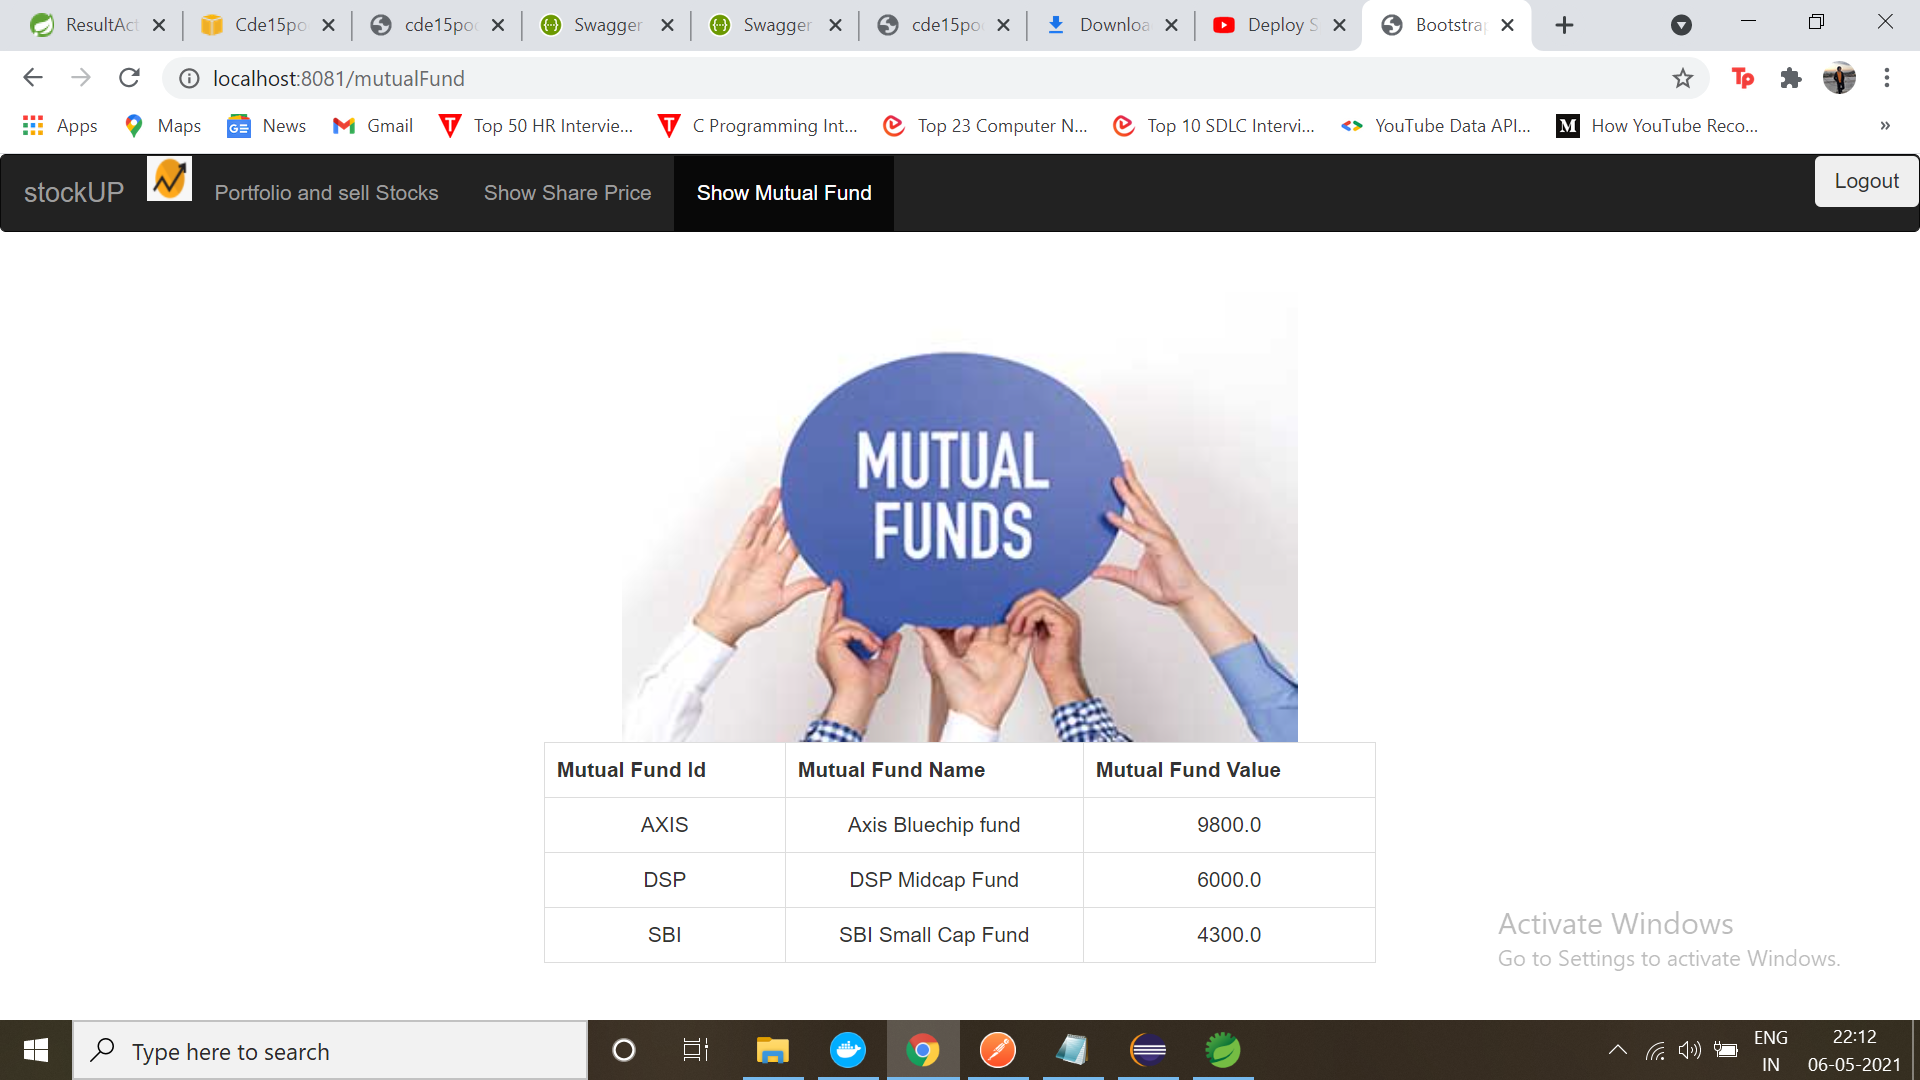 ResultAct
Cde15po
cde15poc
Swagger
Swagger
cde15po
Downloa
Deploy S
Bootstrap
localhost:8081/mutualFund
Tp
Apps
Maps
GE
News
Gmail
T
Top 50 HR Intervie...
T
C Programming Int...
Top 23 Computer N...
Top 10 SDLC Intervi...
YouTube Data API...
M
How YouTube Reco...
»
stockUP
Portfolio and sell Stocks
Show Share Price
Show Mutual Fund
Logout
MUTUAL
FUNDS
Mutual Fund Id Mutual Fund Name Mutual Fund Value
AXIS Axis Bluechip fund 9800.0
DSP DSP Midcap Fund 6000.0
SBI SBI Small Cap Fund 4300.0
Activate Windows
Go to Settings to activate Windows.
Type here to search
ENG
IN
22:12
06-05-2021